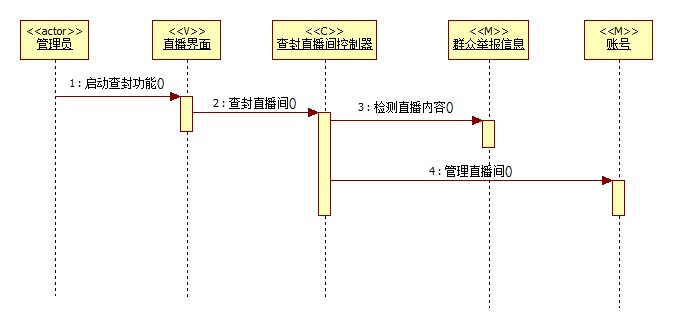 <<actor>>
管理员
<<V>>
直播界面
<<C>>
查封直播间控制器
<<M>>
群众举报信息
<<M>>
账号
1 : 启动查封功能()
2 : 查封直播间()
3 : 检测直播内容()
4 : 管理直播间()